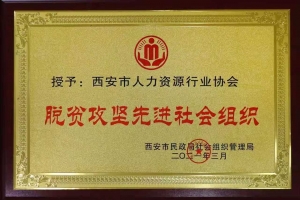 授予：西安市人力资源行业协会
脱贫攻坚先进社会组织
西安市民政局社会组织管理局
二〇二一年三月